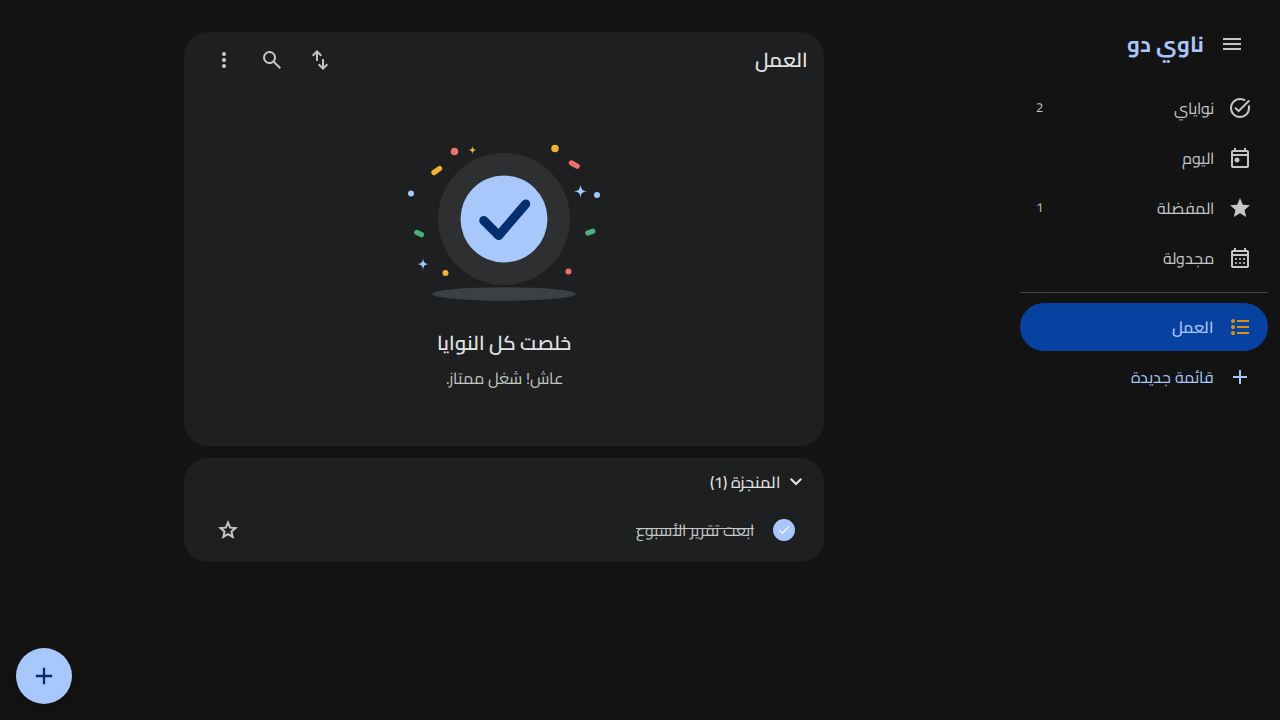 ناوي دو
نواياي
2
اليوم
المفضلة
1
مجدولة
العمل
قائمة جديدة
العمل
خلصت كل النوايا
عاش! شغل ممتاز.
المنجزة (1)
ابعت تقرير الأسبوع